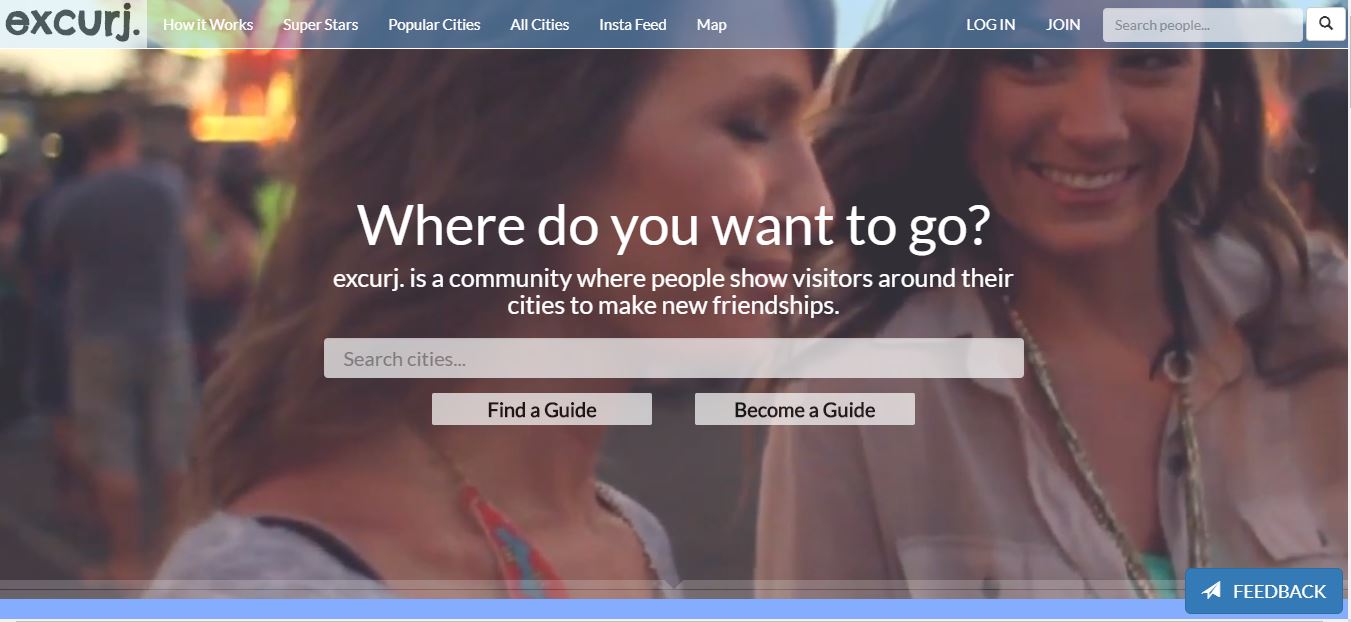 excurj. How it Works Super Stars Popular Cities All Cities Insta Feed Map LOG IN JOIN Search people...
Where do you want to go?
excurj. is a community where people show visitors around their
cities to make new friendships.
Search cities...
Find a Guide Become a Guide
FEEDBACK